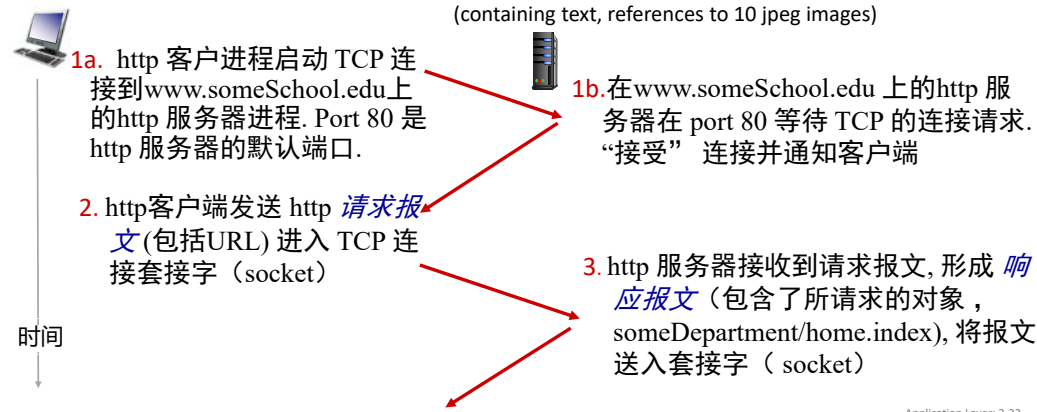 (containing text, references to 10 jpeg images)
1a. http 客户进程启动 TCP 连
接到www.someSchool.edu上
的http 服务器进程. Port 80 是
http 服务器的默认端口.
1b.在www.someSchool.edu 上的http 服
务器在 port 80 等待 TCP 的连接请求.
“接受” 连接并通知客户端
2. http客户端发送 http 请求报
文 (包括URL) 进入 TCP 连
接套接字（socket）
3. http 服务器接收到请求报文, 形成 响
应报文（包含了所请求的对象，
someDepartment/home.index), 将报文
送入套接字（ socket）
时间